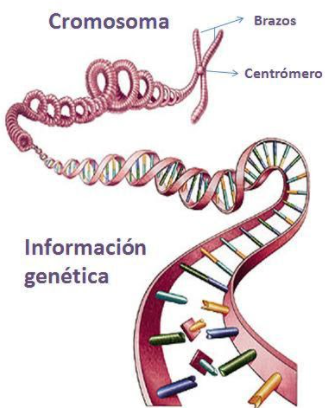 Cromosoma
Brazos
Centrómero
Información
genética